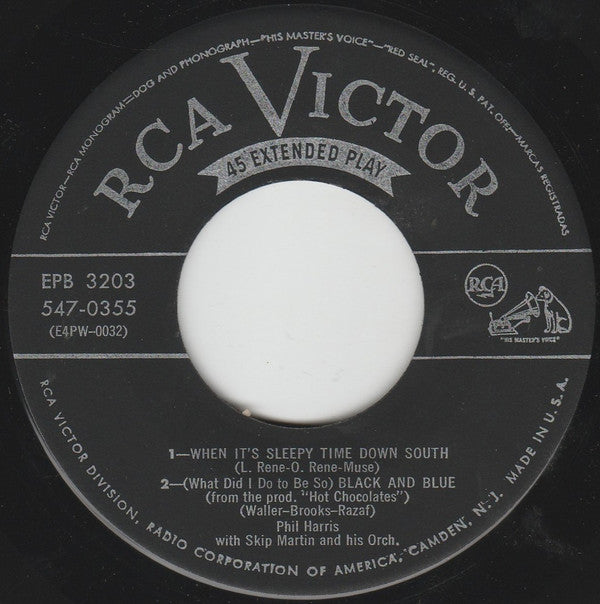 RCA VICTOR—RCA MONOGRAM—DOG AND PHONOGRAPH—"HIS MASTER'S VOICE"—"RED SEAL", REG. U. S. PAT. OFF.—MARCAS REGISTRADAS
RCA VICTOR
45 EXTENDED PLAY
EPB 3203
547-0355
(E4PW-0032)
RCA
"HIS MASTER'S VOICE"
1—WHEN IT'S SLEEPY TIME DOWN SOUTH
(L. Rene-O. Rene-Muse)
2—(What Did I Do to Be So) BLACK AND BLUE
(from the prod. "Hot Chocolates")
(Waller-Brooks-Razaf)
Phil Harris
with Skip Martin and his Orch.
RCA VICTOR DIVISION, RADIO CORPORATION OF AMERICA, CAMDEN, N. J. MADE IN U. S. A.